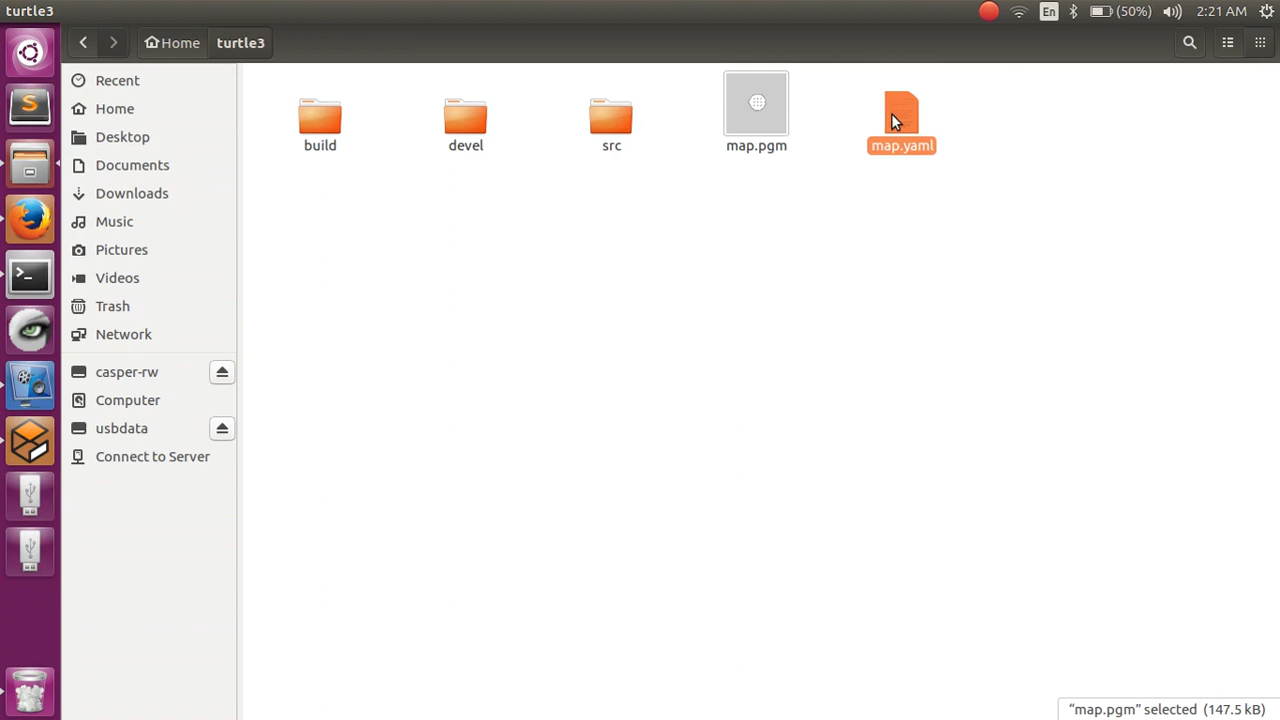 turtle3
En
(50%)
2:21 AM
Home
turtle3
Recent
Home
Desktop
Documents
Downloads
Music
Pictures
Videos
Trash
Network
casper-rw
Computer
usbdata
Connect to Server
build
devel
src
map.pgm
map.yaml
“map.pgm” selected (147.5 kB)